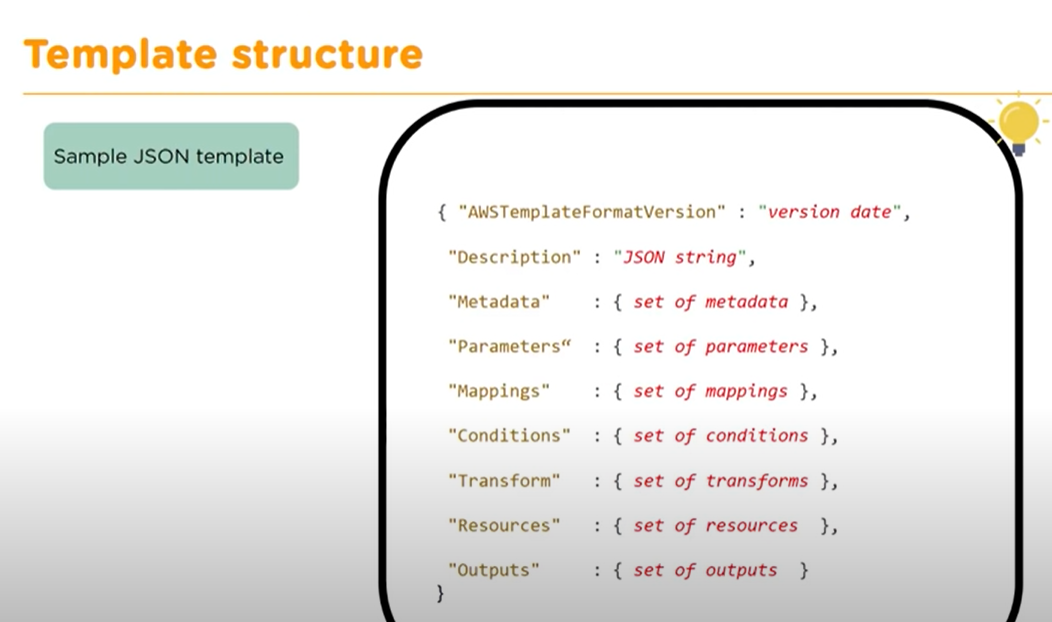 Template structure
Sample JSON template
{ "AWSTemplateFormatVersion" : "version date",
"Description" : "JSON string",
"Metadata" : { set of metadata },
"Parameters“ : { set of parameters },
"Mappings" : { set of mappings },
"Conditions" : { set of conditions },
"Transform" : { set of transforms },
"Resources" : { set of resources },
"Outputs" : { set of outputs }
}